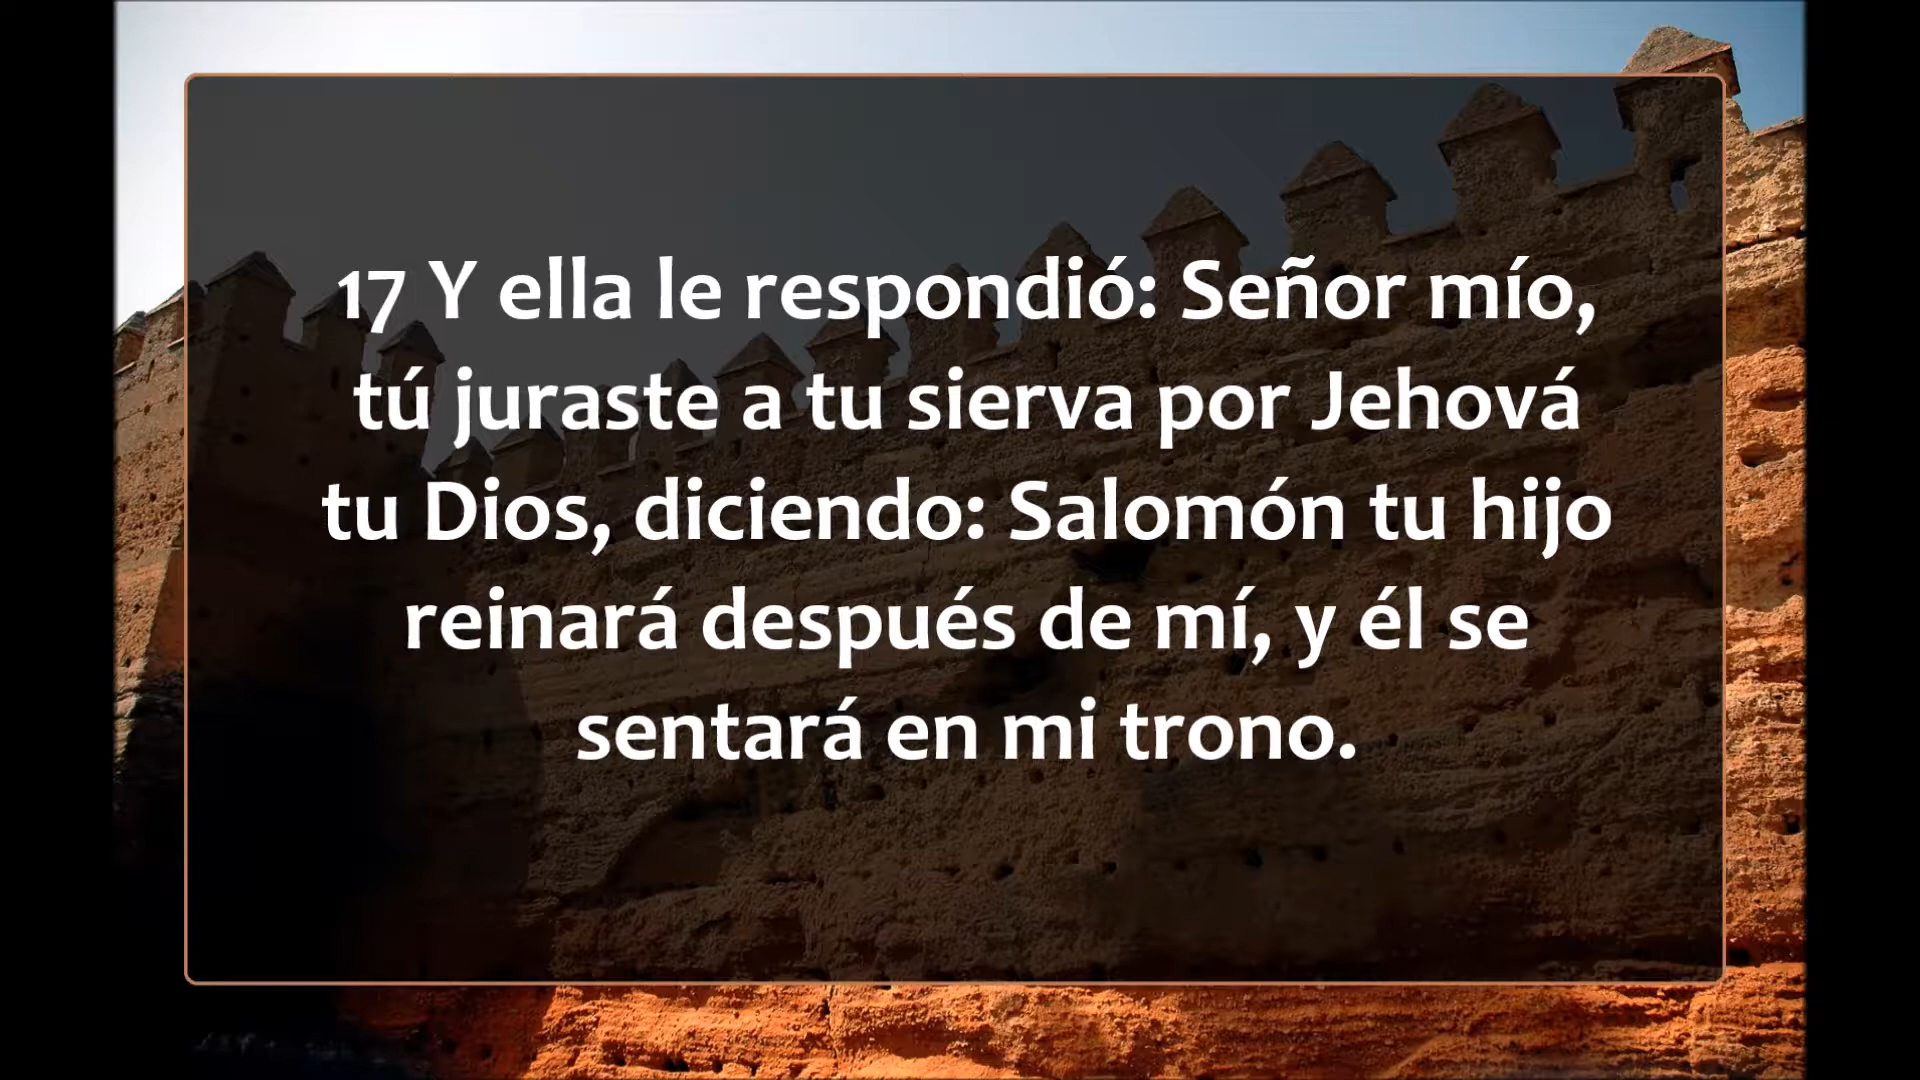 17 Y ella le respondió: Señor mío,
tú juraste a tu sierva por Jehová
tu Dios, diciendo: Salomón tu hijo
reinará después de mí, y él se
sentará en mi trono.